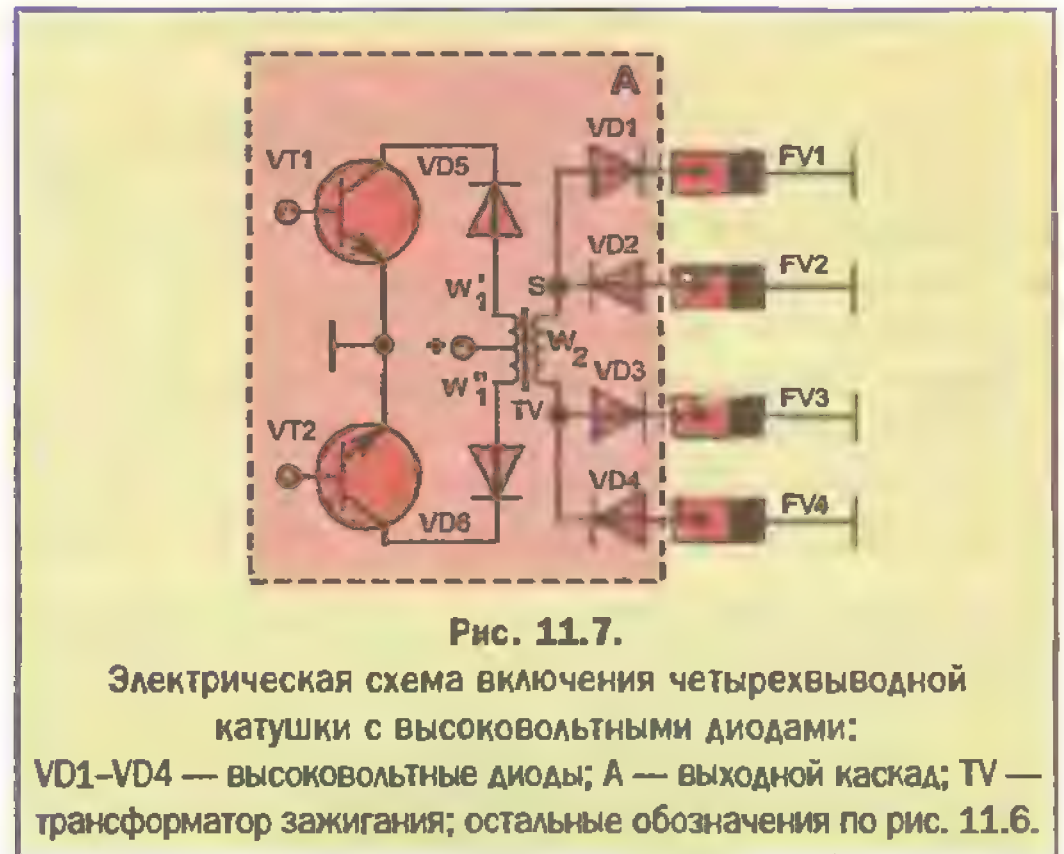 A
VD1
FV1
VT1
VD5
VD2
FV2
W1'
S
+
W2
W1"
TV
VD3
FV3
VT2
VD6
VD4
FV4
Рис. 11.7.
Электрическая схема включения четырехвыводной
катушки с высоковольтными диодами:
VD1–VD4 — высоковольтные диоды; А — выходной каскад; TV —
трансформатор зажигания; остальные обозначения по рис. 11.6.